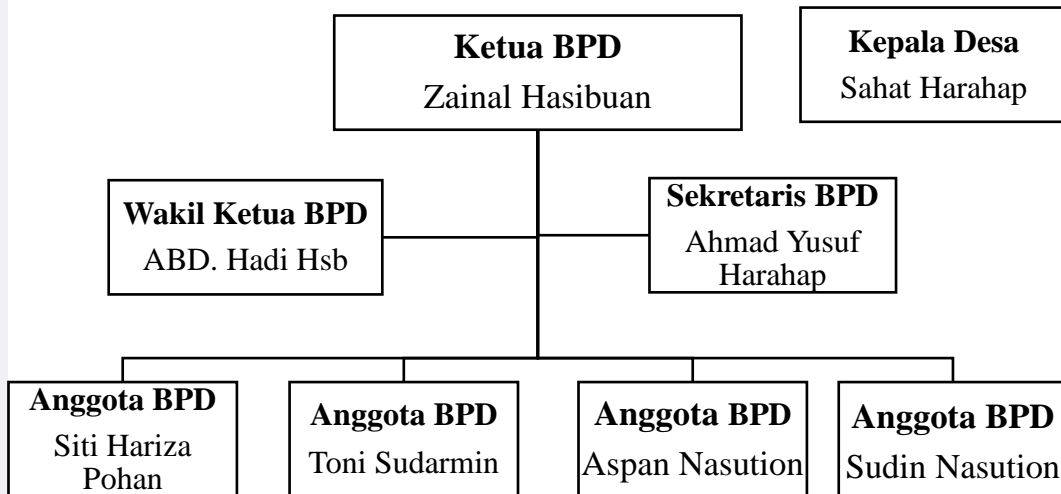 Ketua BPD
Zainal Hasibuan
Kepala Desa
Sahat Harahap
Wakil Ketua BPD
ABD. Hadi Hsb
Sekretaris BPD
Ahmad Yusuf
Harahap
Anggota BPD
Siti Hariza
Pohan
Anggota BPD
Toni Sudarmin
Anggota BPD
Aspan Nasution
Anggota BPD
Sudin Nasution